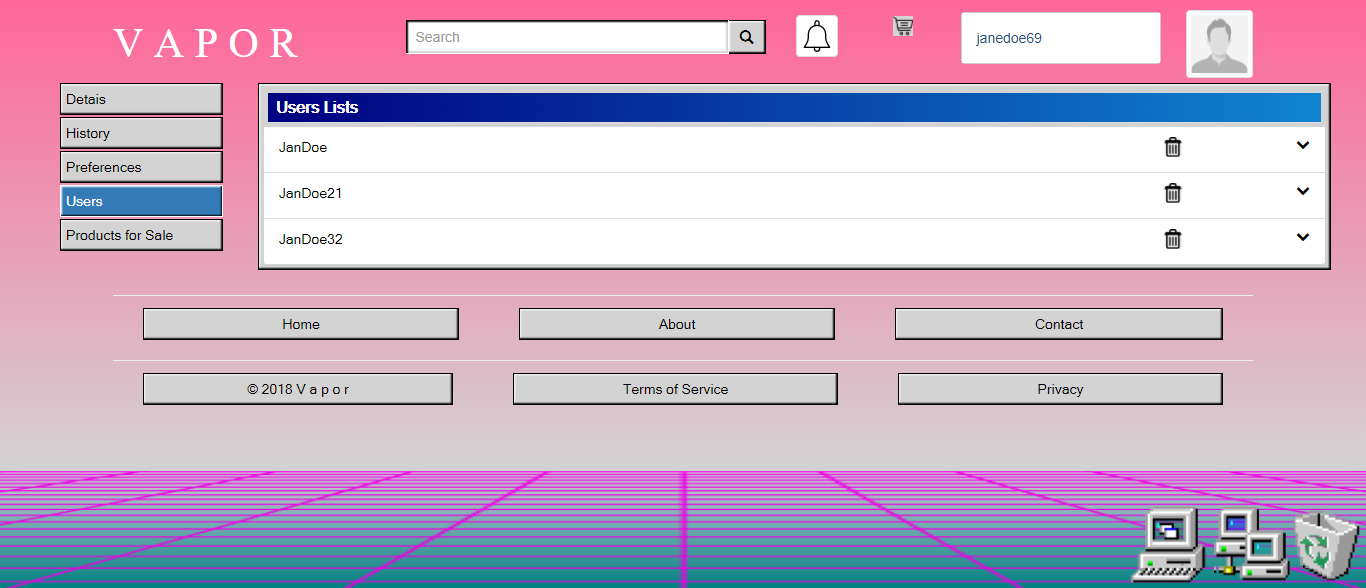 V A P O R
Search
janedoe69
Detais
History
Preferences
Users
Products for Sale
Users Lists
JanDoe
JanDoe21
JanDoe32
Home
About
Contact
© 2018 V a p o r
Terms of Service
Privacy